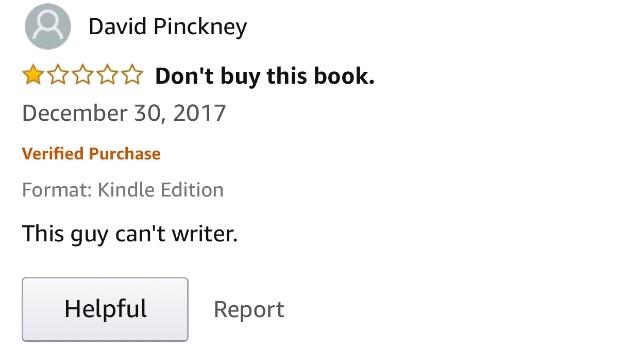 David Pinckney
Don't buy this book.
December 30, 2017
Verified Purchase
Format: Kindle Edition
This guy can't writer.
Helpful Report